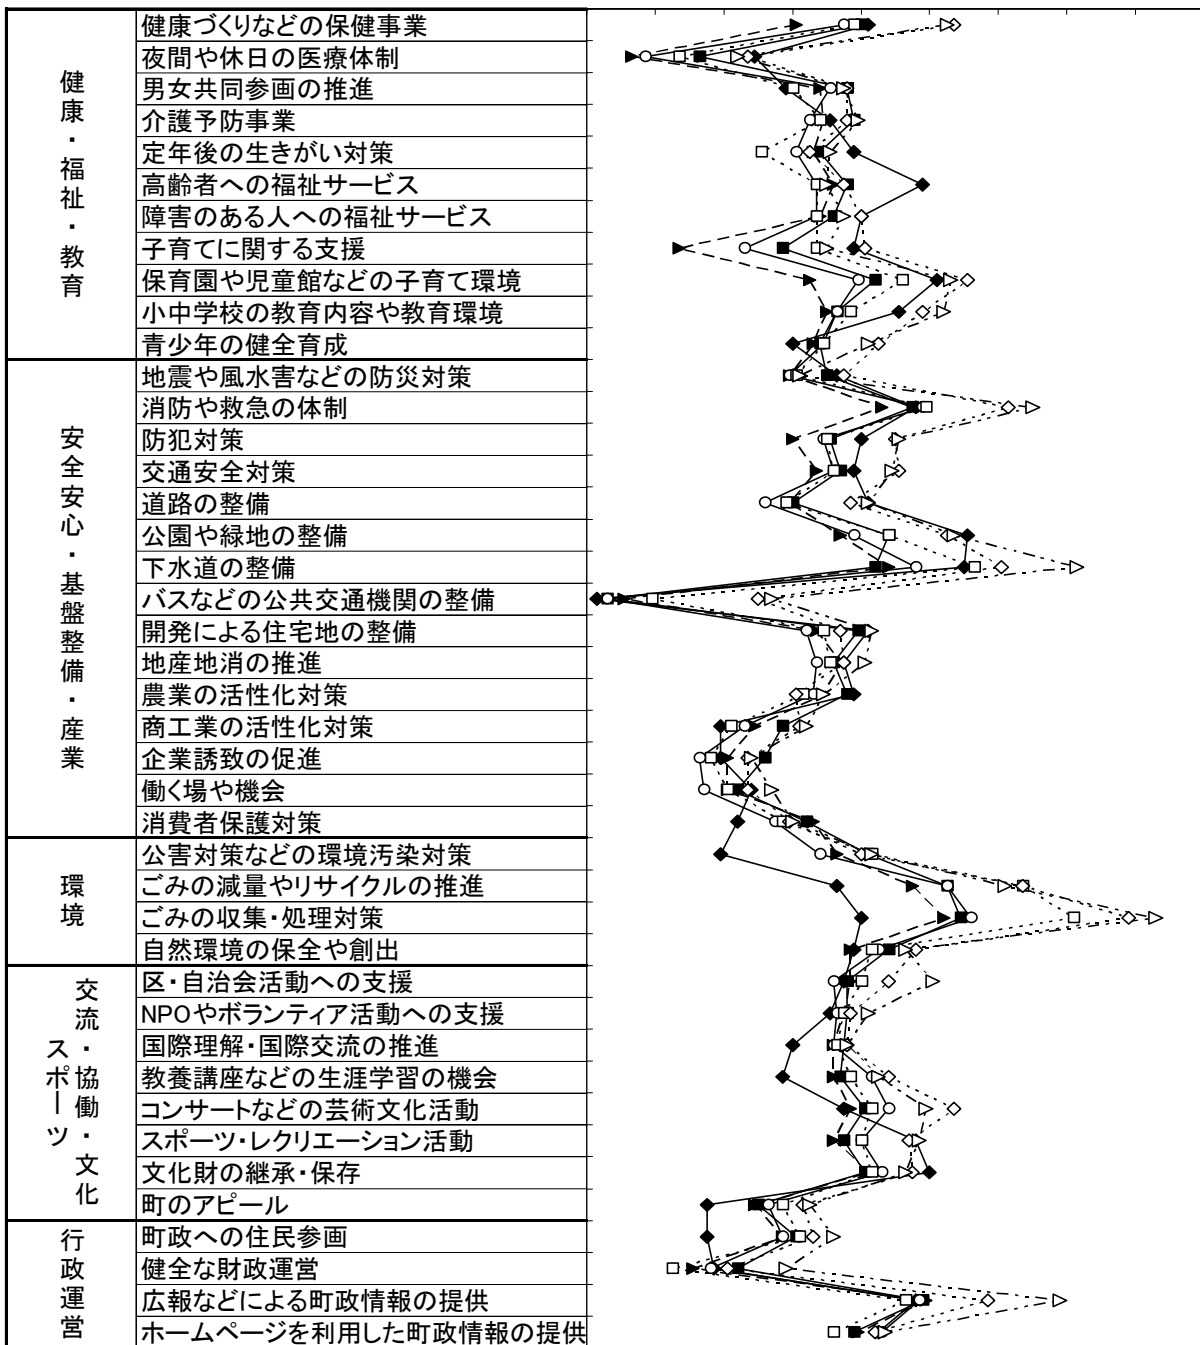 健康・福祉・教育
健康づくりなどの保健事業
夜間や休日の医療体制
男女共同参画の推進
介護予防事業
定年後の生きがい対策
高齢者への福祉サービス
障害のある人への福祉サービス
子育てに関する支援
保育園や児童館などの子育て環境
小中学校の教育内容や教育環境
青少年の健全育成
安全安心・基盤整備・産業
地震や風水害などの防災対策
消防や救急の体制
防犯対策
交通安全対策
道路の整備
公園や緑地の整備
下水道の整備
バスなどの公共交通機関の整備
開発による住宅地の整備
地産地消の推進
農業の活性化対策
商工業の活性化対策
企業誘致の促進
働く場や機会
消費者保護対策
環境
公害対策などの環境汚染対策
ごみの減量やリサイクルの推進
ごみの収集・処理対策
自然環境の保全や創出
交流・協働・文化
スポーツ
区・自治会活動への支援
NPOやボランティア活動への支援
国際理解・国際交流の推進
教養講座などの生涯学習の機会
コンサートなどの芸術文化活動
スポーツ・レクリエーション活動
文化財の継承・保存
町のアピール
行政運営
町政への住民参画
健全な財政運営
広報などによる町政情報の提供
ホームページを利用した町政情報の提供